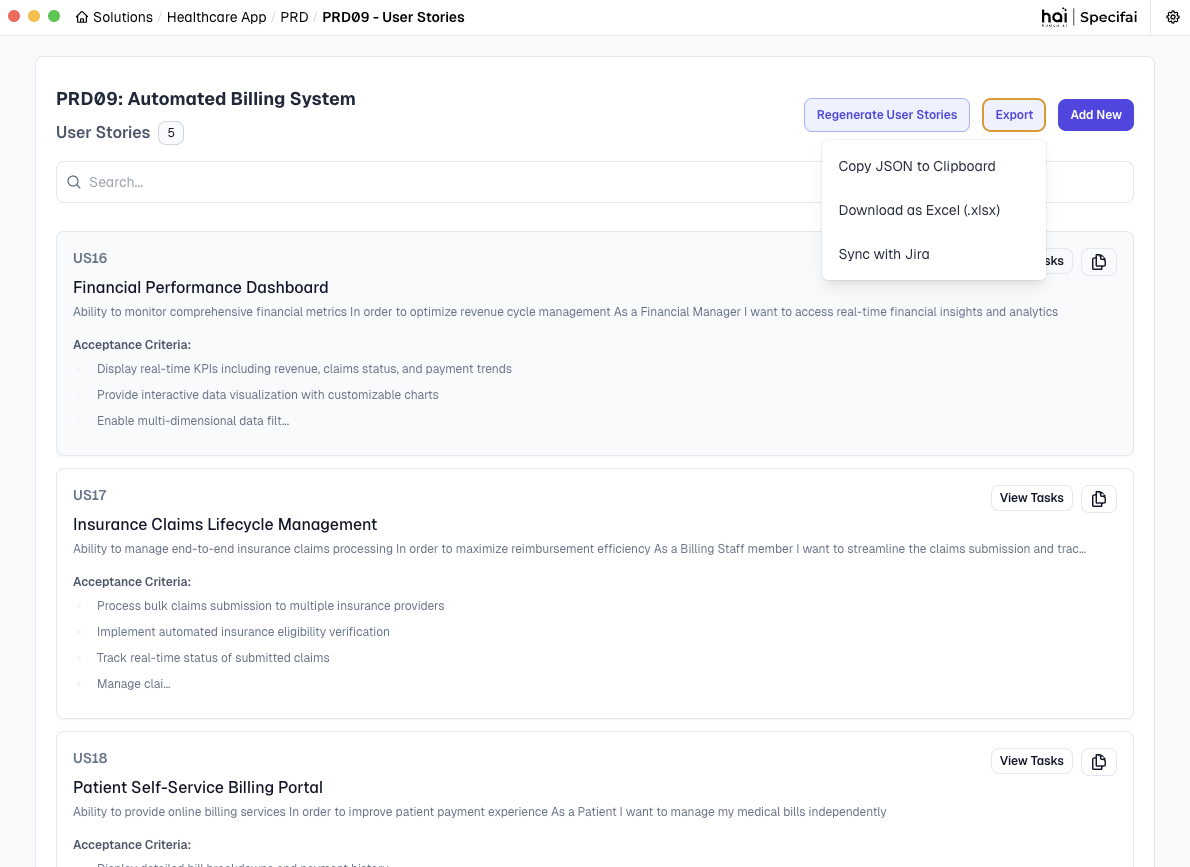 Solutions / Healthcare App / PRD / PRD09 - User Stories
hai | Specifai
PRD09: Automated Billing System
User Stories 5
Regenerate User Stories
Export
Add New
Search...
Copy JSON to Clipboard
Download as Excel (.xlsx)
Sync with Jira
US16
Financial Performance Dashboard
Ability to monitor comprehensive financial metrics In order to optimize revenue cycle management As a Financial Manager I want to access real-time financial insights and analytics
Acceptance Criteria:
Display real-time KPIs including revenue, claims status, and payment trends
Provide interactive data visualization with customizable charts
Enable multi-dimensional data filt...
US17
View Tasks
Insurance Claims Lifecycle Management
Ability to manage end-to-end insurance claims processing In order to maximize reimbursement efficiency As a Billing Staff member I want to streamline the claims submission and trac...
Acceptance Criteria:
Process bulk claims submission to multiple insurance providers
Implement automated insurance eligibility verification
Track real-time status of submitted claims
Manage clai...
US18
View Tasks
Patient Self-Service Billing Portal
Ability to provide online billing services In order to improve patient payment experience As a Patient I want to manage my medical bills independently
Acceptance Criteria: